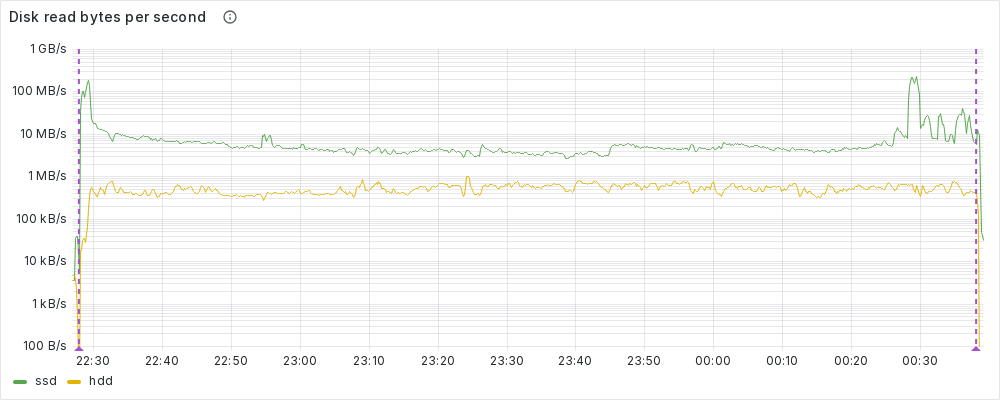 Disk read bytes per second
1 GB/s
100 MB/s
10 MB/s
1 MB/s
100 kB/s
10 kB/s
1 kB/s
100 B/s
22:30 22:40 22:50 23:00 23:10 23:20 23:30 23:40 23:50 00:00 00:10 00:20 00:30
ssd hdd